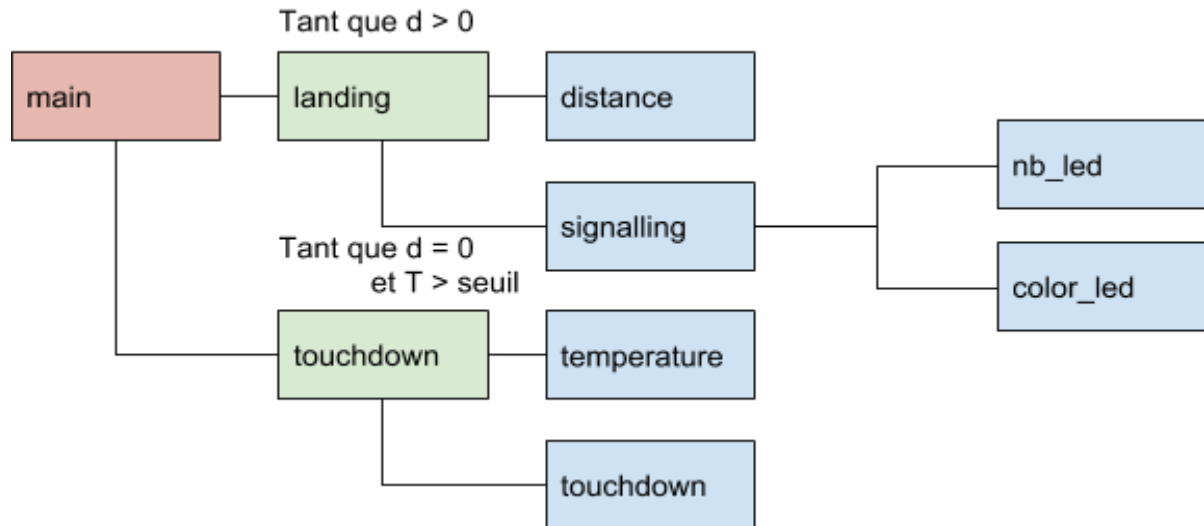 Tant que d > 0
main
landing
distance
nb_led
signalling
Tant que d = 0
et T > seuil
color_led
touchdown
temperature
touchdown